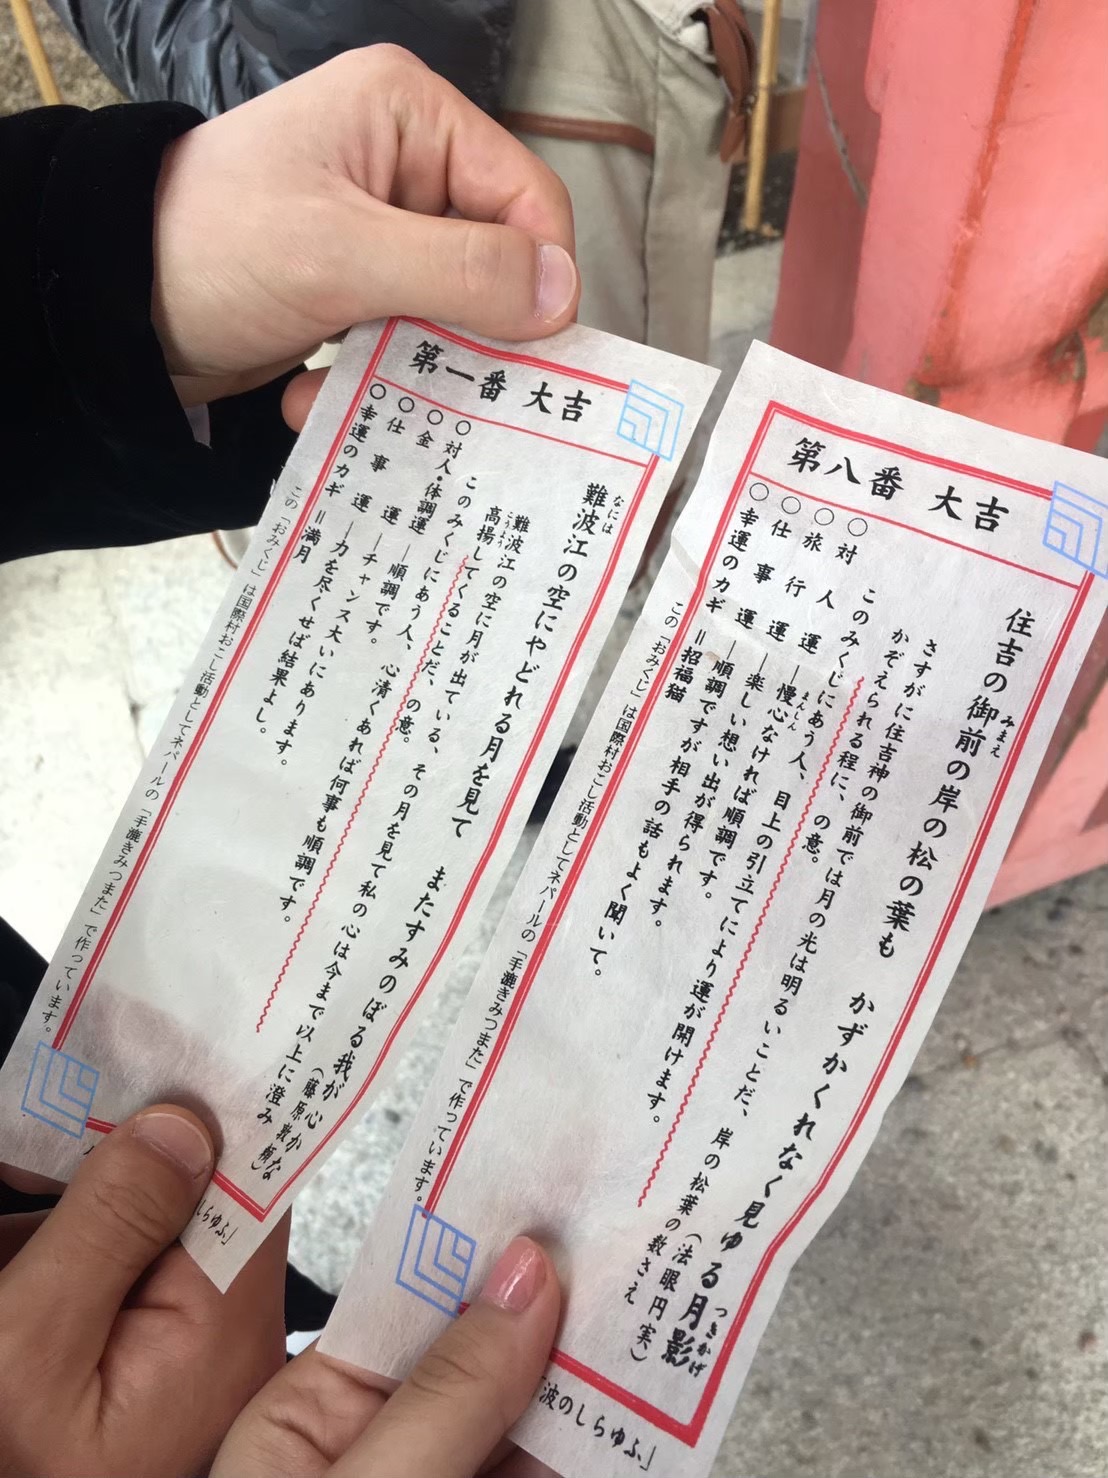 第一番 大吉
難波江の空にやどれる月を見て またすみのぼる我が心かな
なには
(藤原敦頼)
難波江の空に月が出ている、その月を見て私の心は今まで以上に澄み
こうよう
高揚してくることだ、の意。
このみくじにあう人、心清くあれば何事も順調です。
○対人・体調運―順調です。
○金 運―チャンス大いにあります。
○仕事運―力を尽くせば結果よし。
○幸運のカギ=満月
この「おみくじ」は国際村おこし活動としてネパールの「手漉きみつまた」で作っています。
しらゆふ」
第八番 大吉
住吉の御前の岸の松の葉も かずかくれなく見ゆる月影
みまえ
つきかげ
(法眼円実)
さすがに住吉神の御前では月の光は明るいことだ、岸の松葉の数さえ
かぞえられる程に、の意。
このみくじにあう人、目上の引立てにより運が開けます。
○対人運―慢心なければ順調です。
まんしん
○旅行運―楽しい想い出が得られます。
○仕事運―順調ですが相手の話もよく聞いて。
○幸運のカギ=招福猫
この「おみくじ」は国際村おこし活動としてネパールの「手漉きみつまた」で作っています。
波のしらゆふ」